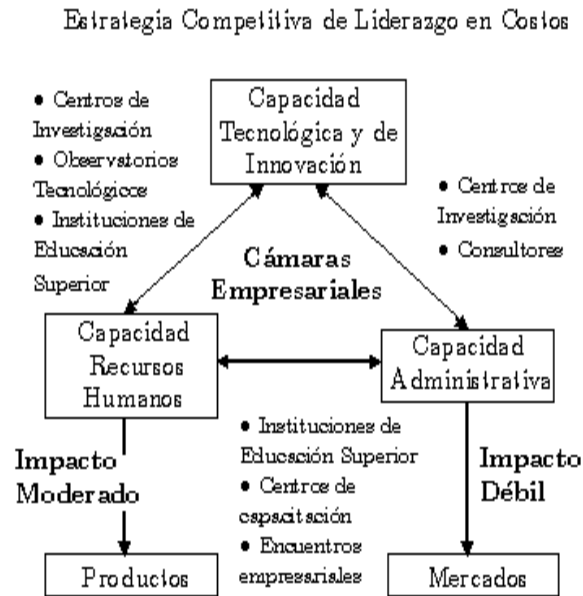 Estrategia Competitiva de Liderazgo en Costos
● Centros de
Investigación
● Observatorios
Tecnológicos
● Instituciones de
Educación
Superior
Capacidad
Tecnológica y de
Innovación
● Centros de
Investigación
● Consultores
Cámaras
Empresariales
Capacidad
Recursos
Humanos
Capacidad
Administrativa
● Instituciones de
Educación Superior
● Centros de
capacitación
● Encuentros
empresariales
Impacto
Moderado
Impacto
Débil
Productos
Mercados